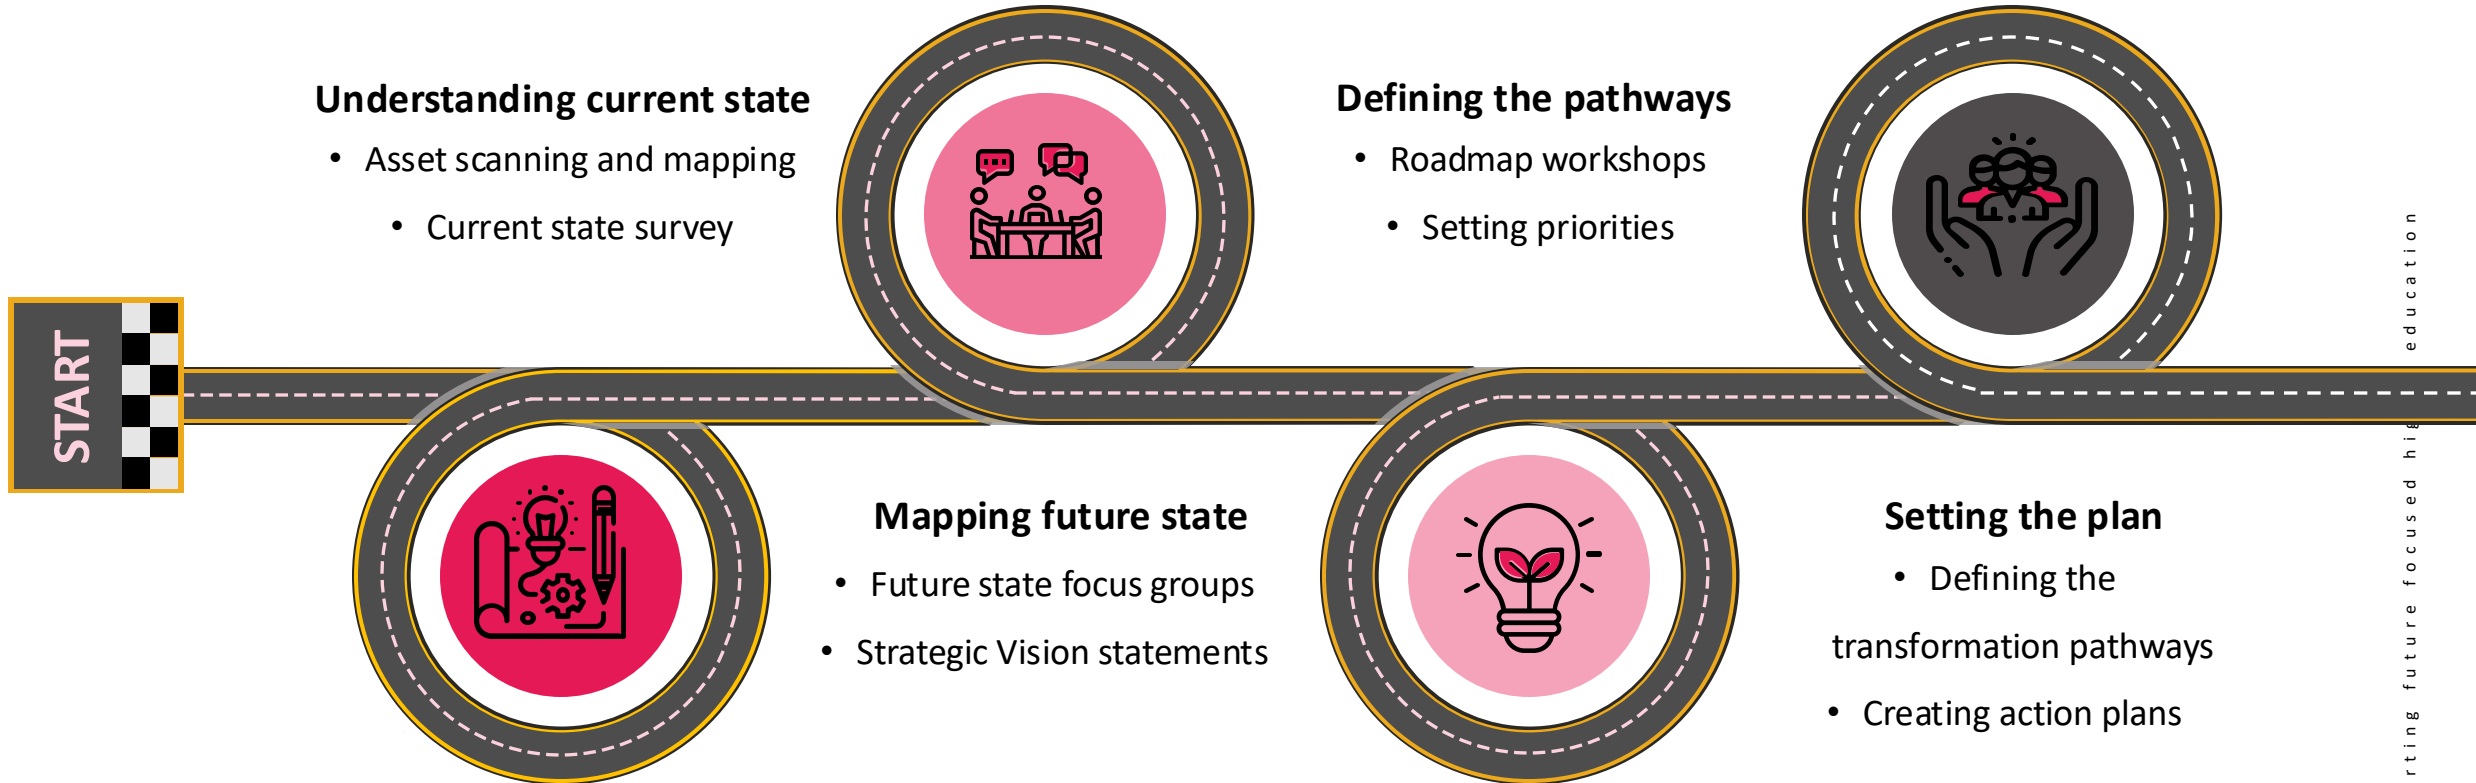 START
Understanding current state
• Asset scanning and mapping
• Current state survey
Mapping future state
• Future state focus groups
• Strategic Vision statements
Defining the pathways
• Roadmap workshops
• Setting priorities
Setting the plan
• Defining the
transformation pathways
• Creating action plans
future focused education